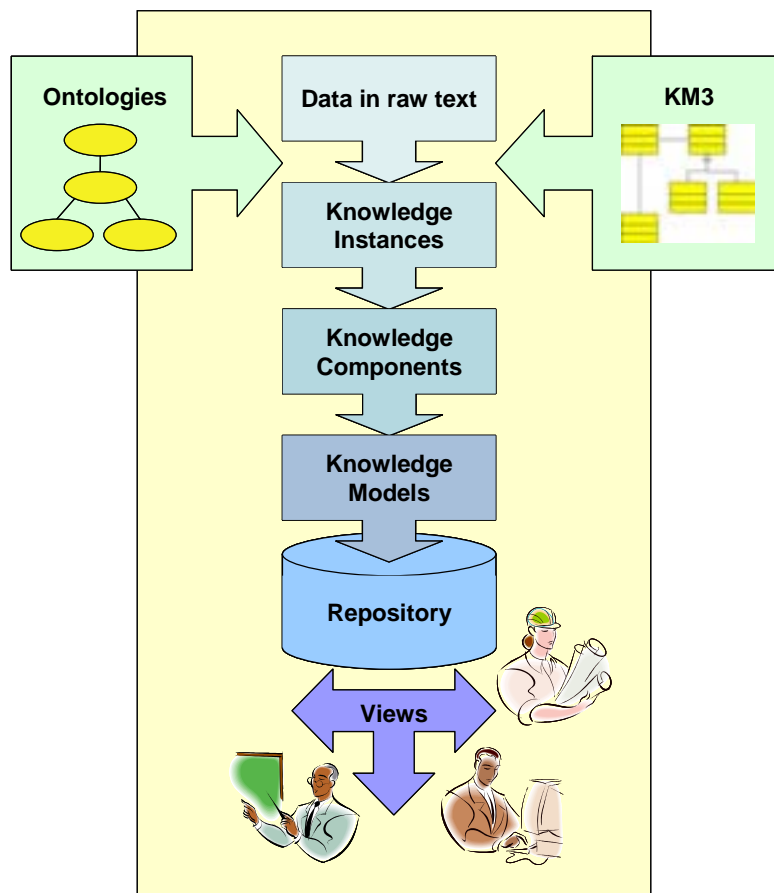 Ontologies
Data in raw text
KM3
Knowledge
Instances
Knowledge
Components
Knowledge
Models
Repository
Views